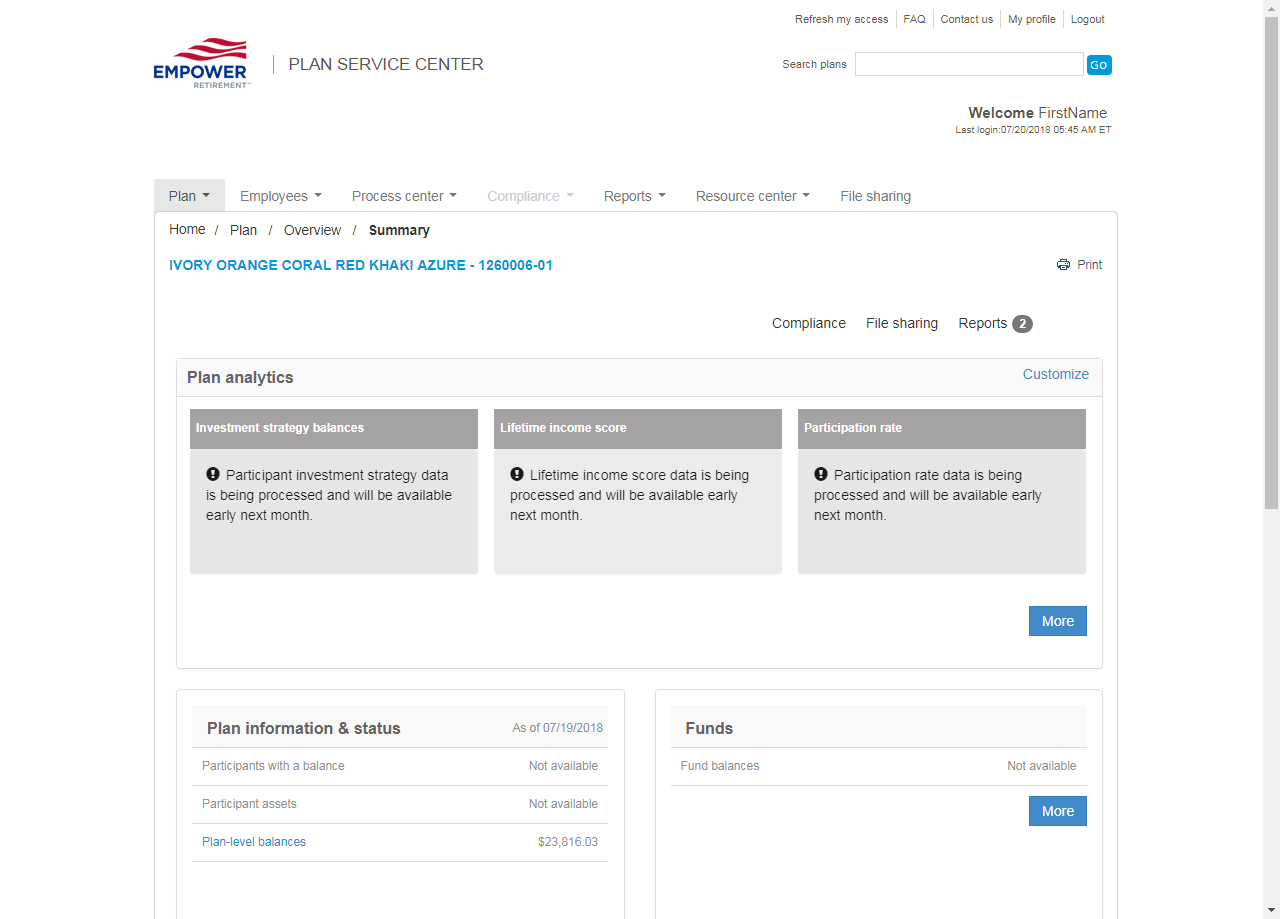 Refresh my access FAQ Contact us My profile Logout
EMPOWER
RETIREMENT™
PLAN SERVICE CENTER
Search plans Go
Welcome FirstName
Last login:07/20/2018 05:45 AM ET
Plan Employees Process center Compliance Reports Resource center File sharing
Home / Plan / Overview / Summary
IVORY ORANGE CORAL RED KHAKI AZURE - 1260006-01 Print
Compliance File sharing Reports 2
Plan analytics Customize
Investment strategy balances
Participant investment strategy data
is being processed and will be available
early next month.
Lifetime income score
Lifetime income score data is being
processed and will be available early
next month.
Participation rate
Participation rate data is being
processed and will be available early
next month.
More
Plan information & status As of 07/19/2018
Participants with a balance Not available
Participant assets Not available
Plan-level balances $23,816.03
Funds
Fund balances Not available
More